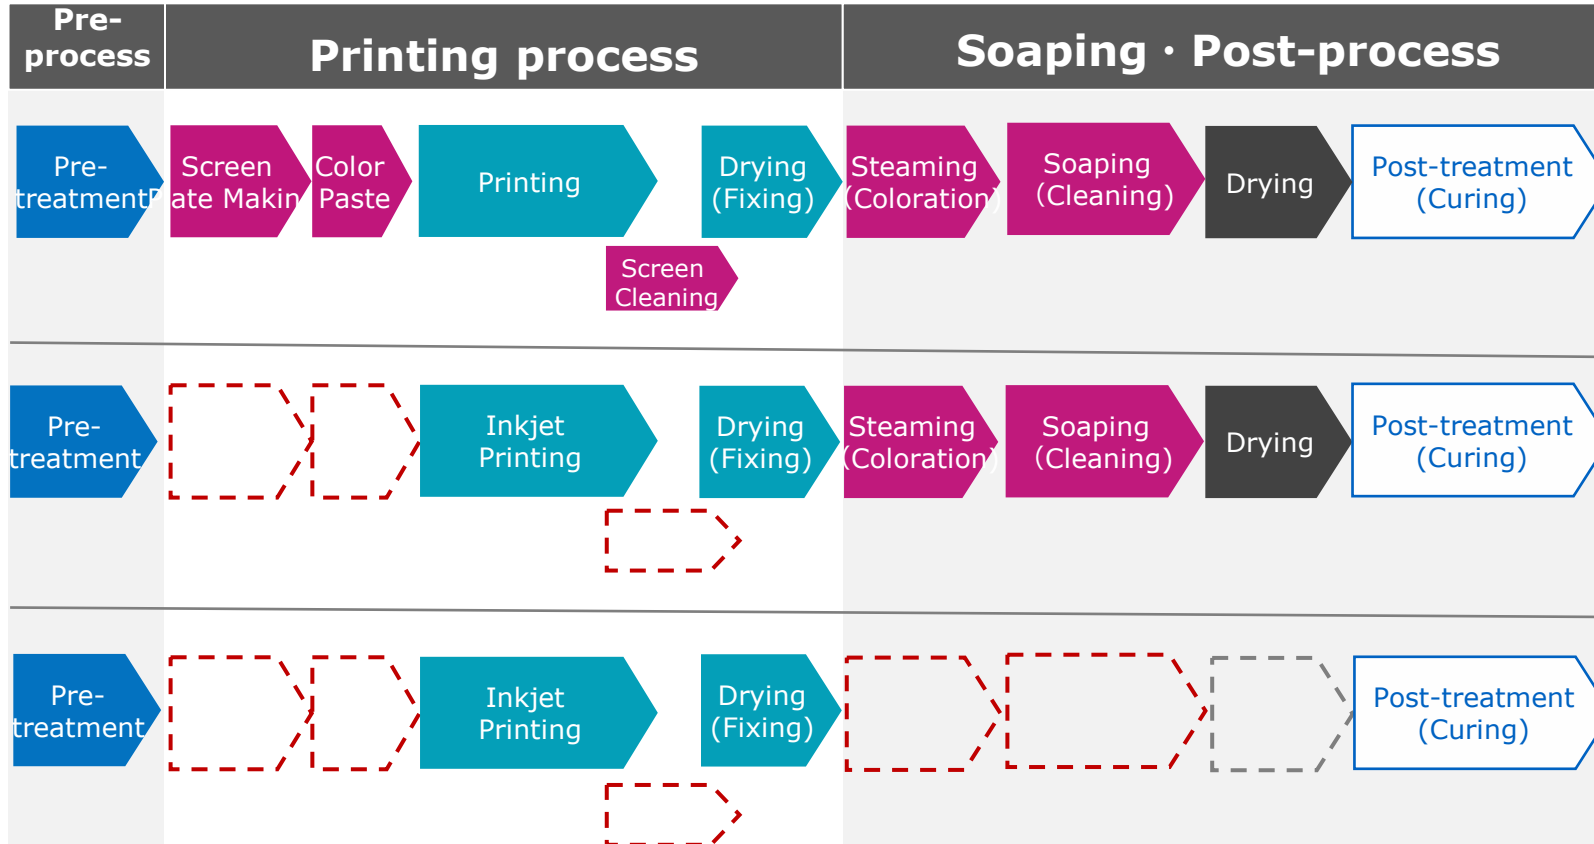 Pre-
process
Printing process
Soaping · Post-process
Pre-
treatment
Screen
Plate Makin
Color
Paste
Printing
Drying
(Fixing)
Steaming
(Coloration)
Soaping
(Cleaning)
Drying
Post-treatment
(Curing)
Screen
Cleaning
Pre-
treatment
Inkjet
Printing
Drying
(Fixing)
Steaming
(Coloration)
Soaping
(Cleaning)
Drying
Post-treatment
(Curing)
Pre-
treatment
Inkjet
Printing
Drying
(Fixing)
Post-treatment
(Curing)